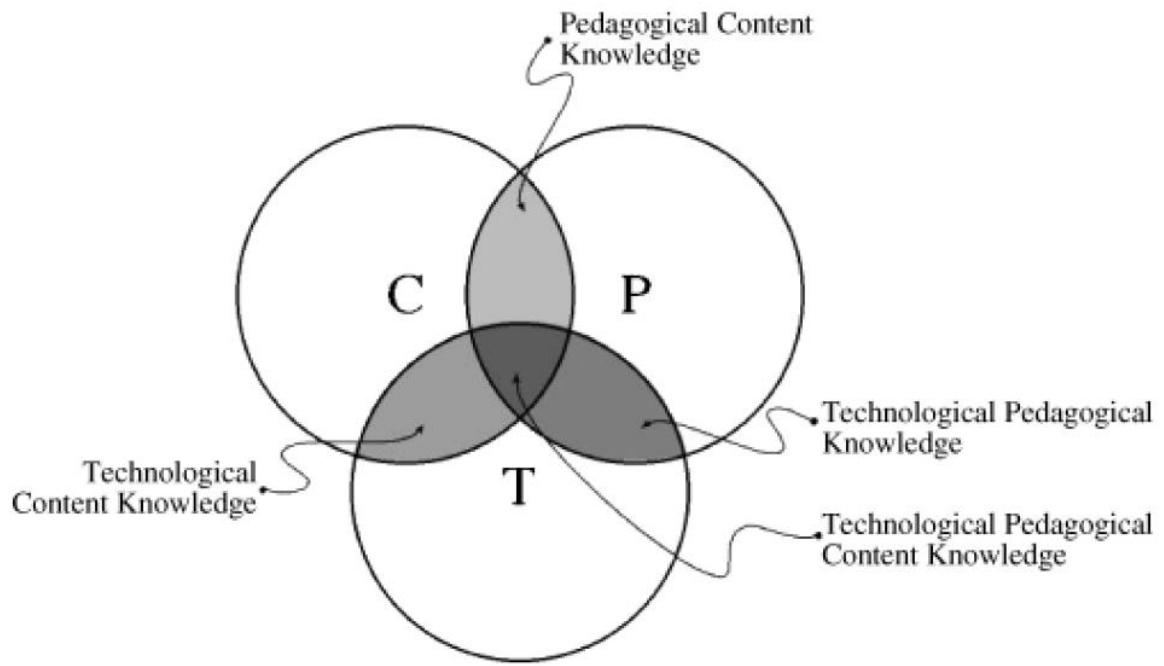 Pedagogical Content
Knowledge
C
P
Technological Pedagogical
Knowledge
Technological
Content Knowledge
T
Technological Pedagogical
Content Knowledge